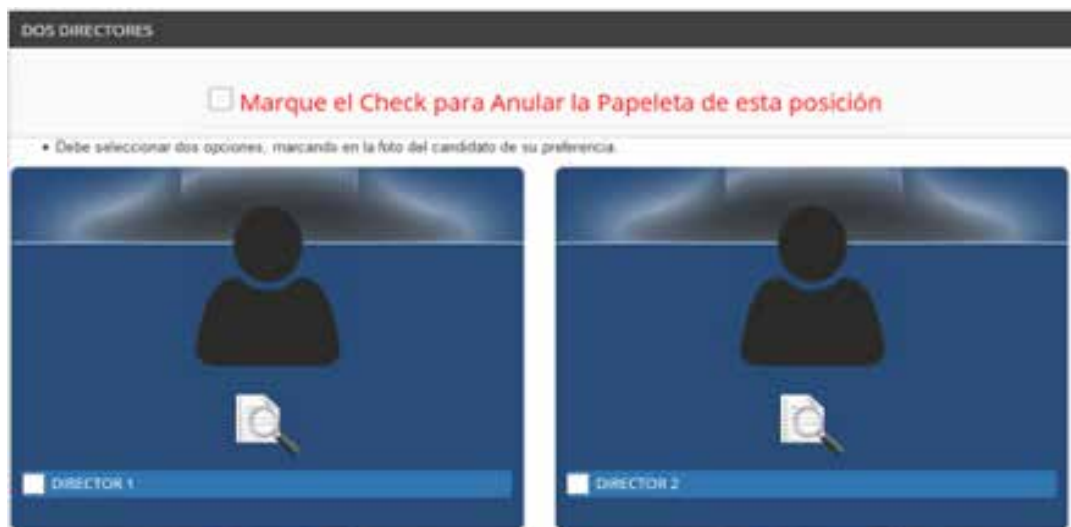 DOS DIRECTORES
Marque el Check para Anular la Papeleta de esta posición
• Debe seleccionar dos opciones, marcando en la foto del candidato de su preferencia.
DIRECTOR 1
DIRECTOR 2